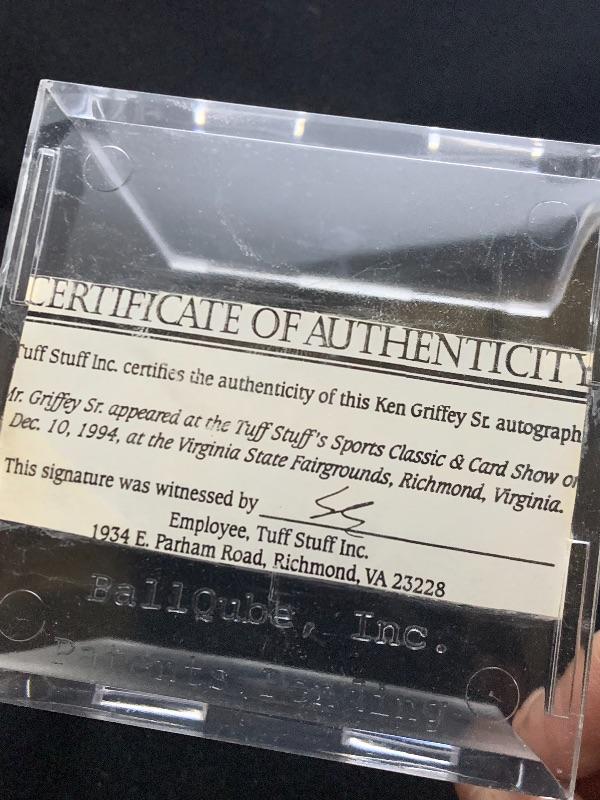 CERTIFICATE OF AUTHENTICITY
Tuff Stuff Inc. certifies the authenticity of this Ken Griffey Sr. autograph
Mr. Griffey Sr. appeared at the Tuff Stuff's Sports Classic & Card Show on
Dec. 10, 1994, at the Virginia State Fairgrounds, Richmond, Virginia.
This signature was witnessed by
Employee, Tuff Stuff Inc.
1934 E. Parham Road, Richmond, VA 23228
BallQube, Inc.
Patents Pending